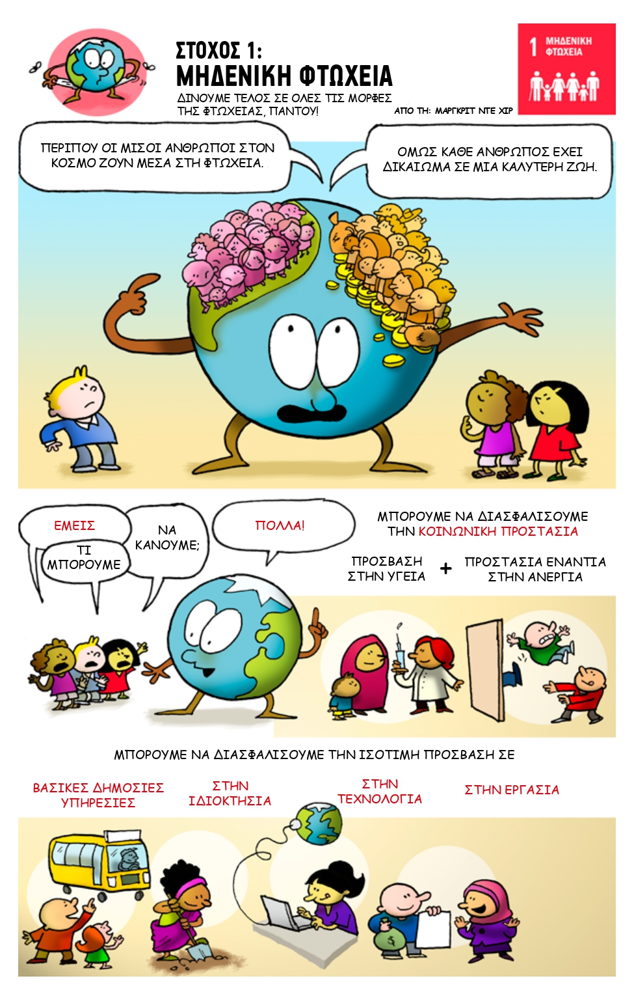 ΣΤΟΧΟΣ 1:
ΜΗΔΕΝΙΚΗ ΦΤΩΧΕΙΑ
ΔΙΝΟΥΜΕ ΤΕΛΟΣ ΣΕ ΟΛΕΣ ΤΙΣ ΜΟΡΦΕΣ
ΤΗΣ ΦΤΩΧΕΙΑΣ, ΠΑΝΤΟΥ!
ΑΠΟ ΤΗ: ΜΑΡΓΚΡΙΤ ΝΤΕ ΧΙΡ
1 ΜΗΔΕΝΙΚΗ
ΦΤΩΧΕΙΑ
ΠΕΡΙΠΟΥ ΟΙ ΜΙΣΟΙ ΑΝΘΡΩΠΟΙ ΣΤΟΝ
ΚΟΣΜΟ ΖΟΥΝ ΜΕΣΑ ΣΤΗ ΦΤΩΧΕΙΑ.
ΟΜΩΣ ΚΑΘΕ ΑΝΘΡΩΠΟΣ ΕΧΕΙ
ΔΙΚΑΙΩΜΑ ΣΕ ΜΙΑ ΚΑΛΥΤΕΡΗ ΖΩΗ.
ΕΜΕΙΣ
ΤΙ
ΜΠΟΡΟΥΜΕ
ΝΑ
ΚΑΝΟΥΜΕ;
ΠΟΛΛΑ!
ΜΠΟΡΟΥΜΕ ΝΑ ΔΙΑΣΦΑΛΙΣΟΥΜΕ
ΤΗΝ ΚΟΙΝΩΝΙΚΗ ΠΡΟΣΤΑΣΙΑ
ΠΡΟΣΒΑΣΗ
ΣΤΗΝ ΥΓΕΙΑ
+
ΠΡΟΣΤΑΣΙΑ ΕΝΑΝΤΙΑ
ΣΤΗΝ ΑΝΕΡΓΙΑ
ΜΠΟΡΟΥΜΕ ΝΑ ΔΙΑΣΦΑΛΙΣΟΥΜΕ ΤΗΝ ΙΣΟΤΙΜΗ ΠΡΟΣΒΑΣΗ ΣΕ
ΒΑΣΙΚΕΣ ΔΗΜΟΣΙΕΣ
ΥΠΗΡΕΣΙΕΣ
ΣΤΗΝ
ΙΔΙΟΚΤΗΣΙΑ
ΣΤΗΝ
ΤΕΧΝΟΛΟΓΙΑ
ΣΤΗΝ ΕΡΓΑΣΙΑ
$